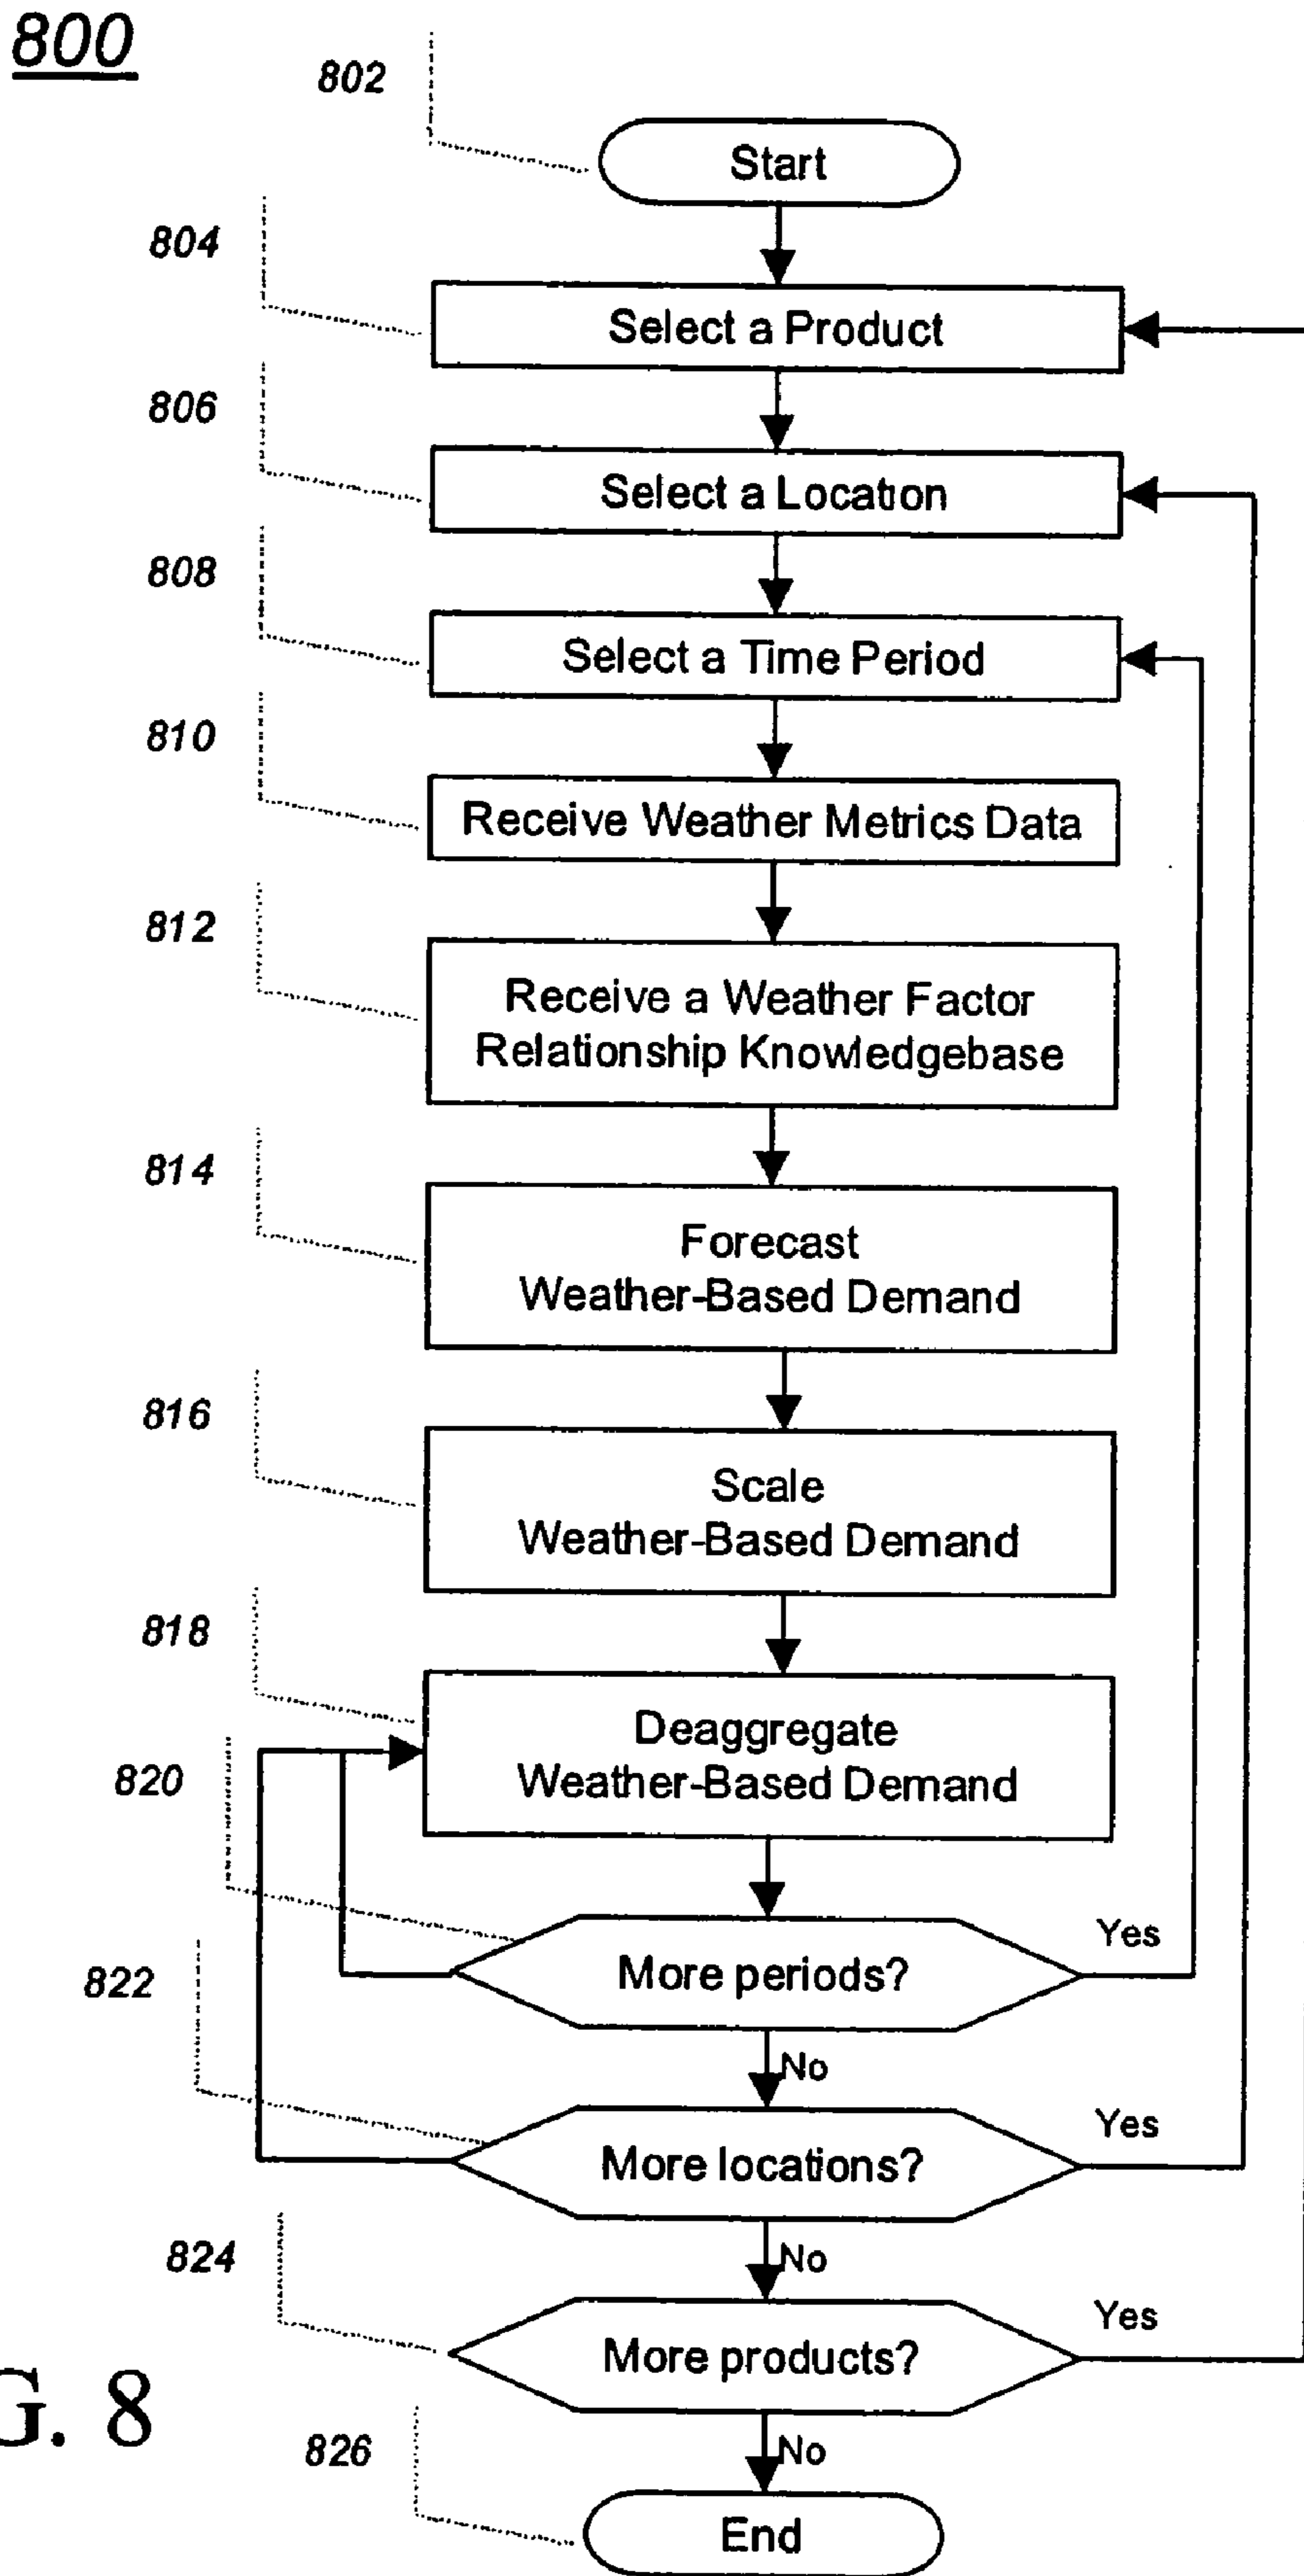 800
802
Start
804
Select a Product
806
Select a Location
808
Select a Time Period
810
Receive Weather Metrics Data
812
Receive a Weather Factor
Relationship Knowledgebase
814
Forecast
Weather-Based Demand
816
Scale
Weather-Based Demand
818
Deaggregate
Weather-Based Demand
820
More periods?
Yes
No
822
More locations?
Yes
No
824
More products?
Yes
No
G. 8
826
End